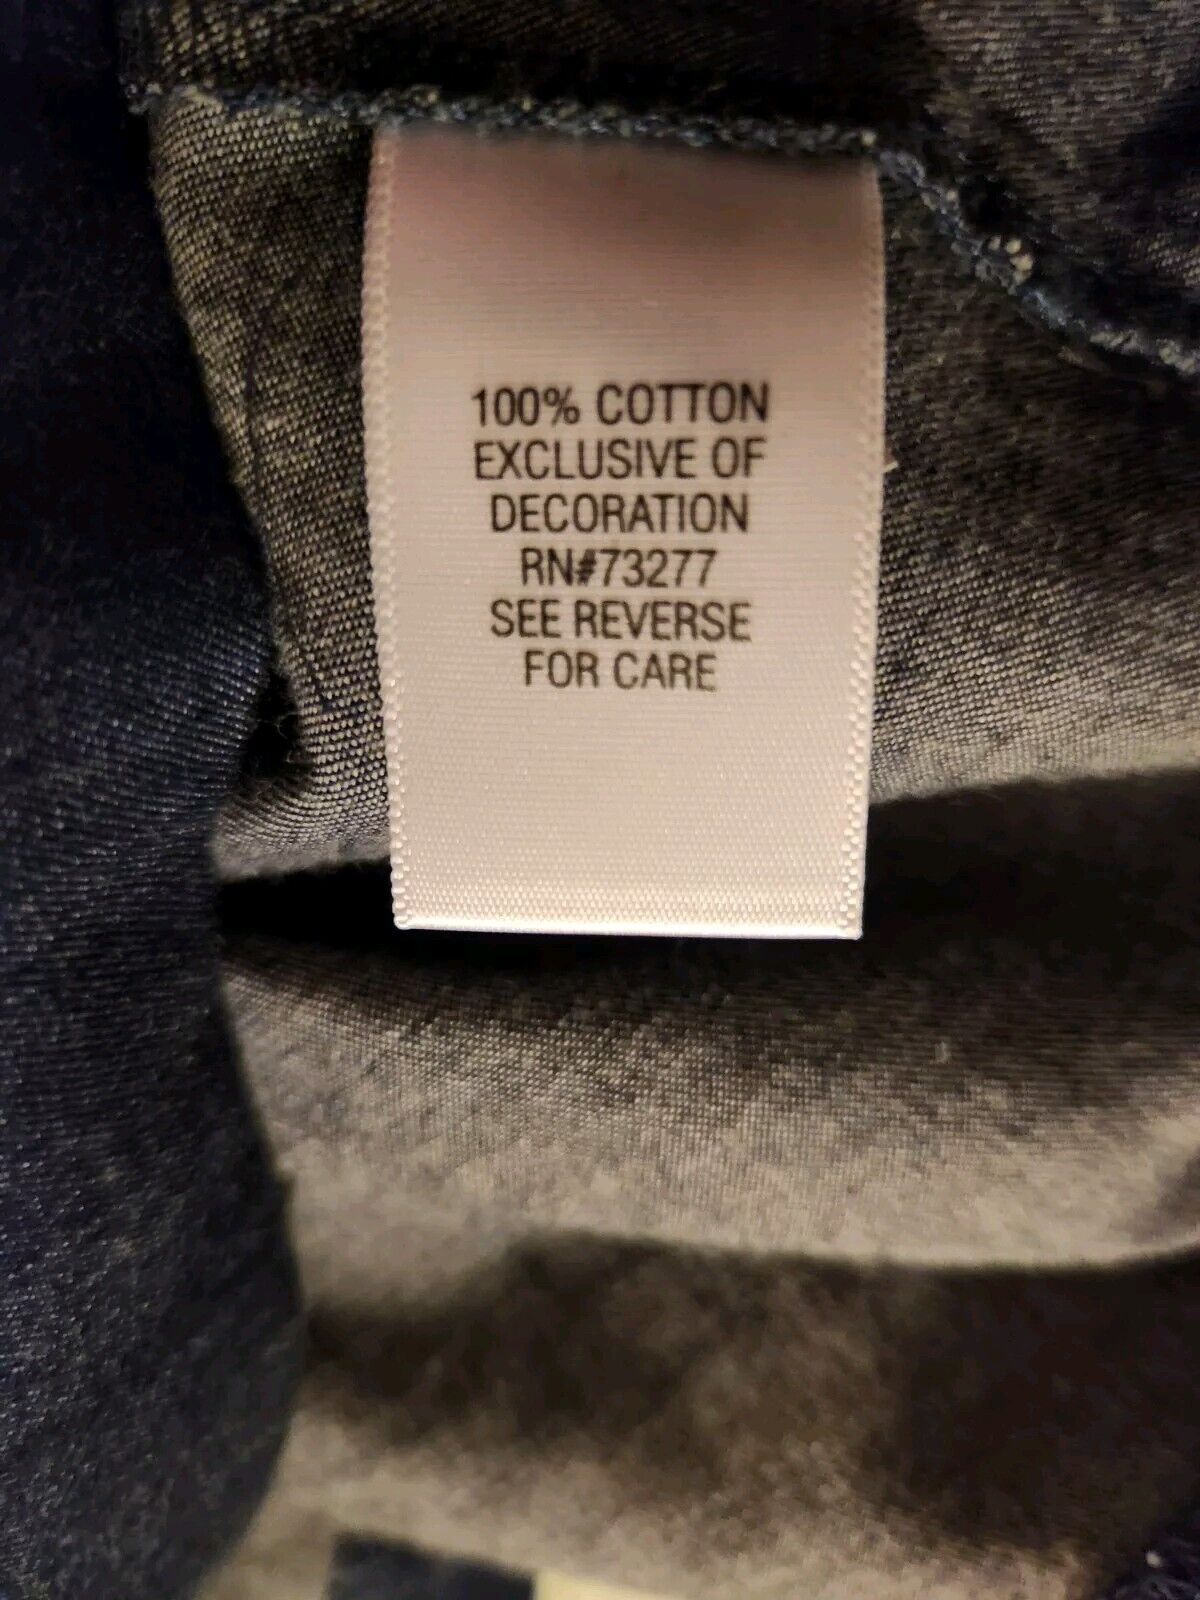 100% COTTON
EXCLUSIVE OF
DECORATION
RN#73277
SEE REVERSE
FOR CARE